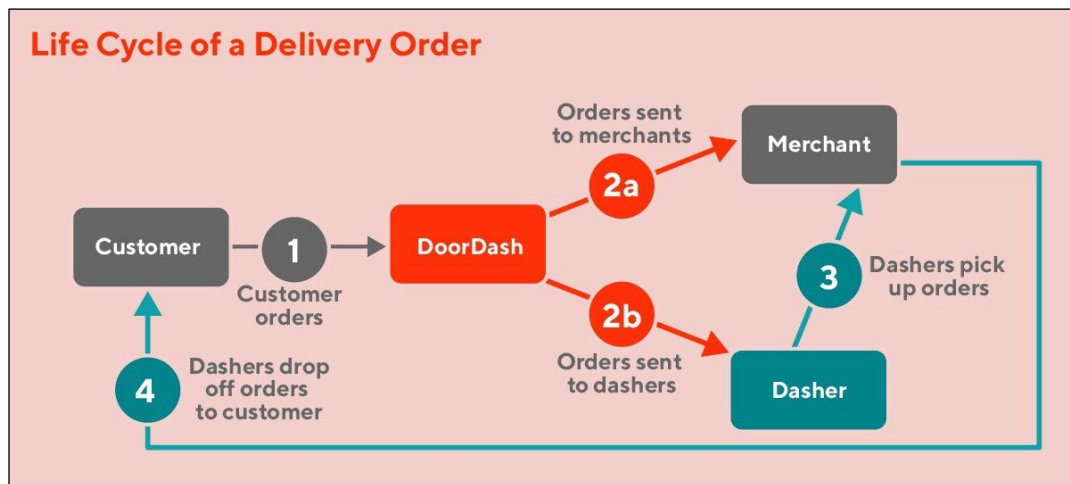 Life Cycle of a Delivery Order
Orders sent
to merchants
Merchant
2a
Customer
1
DoorDash
Customer
orders
3
Dashers pick
up orders
2b
Orders sent
to dashers
Dasher
4
Dashers drop
off orders
to customer